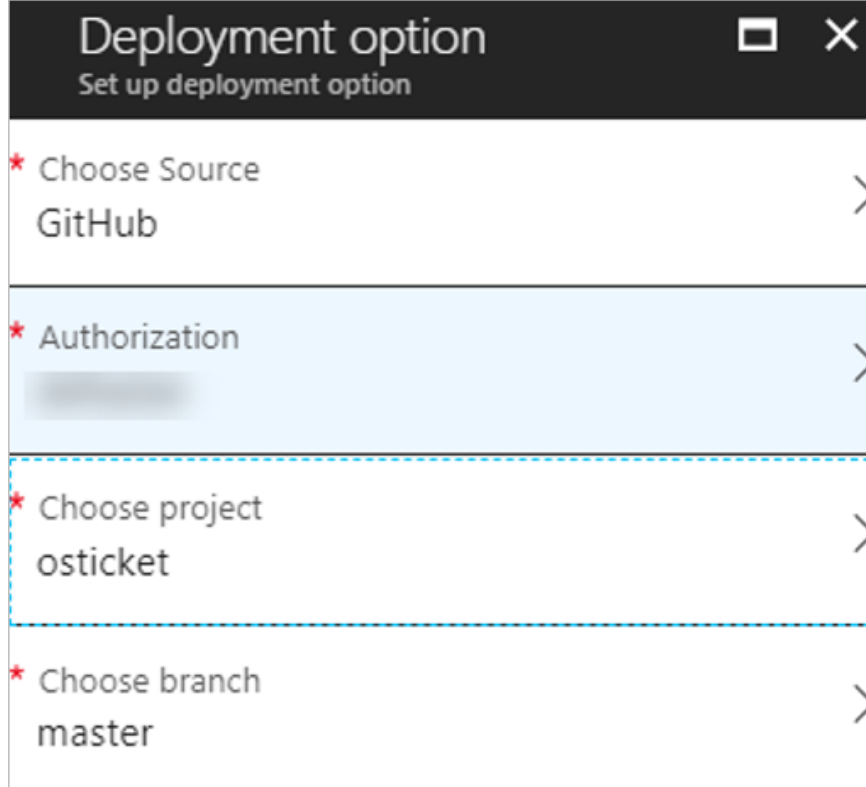 Deployment option
Set up deployment option
* Choose Source
GitHub
* Authorization
* Choose project
osticket
* Choose branch
master